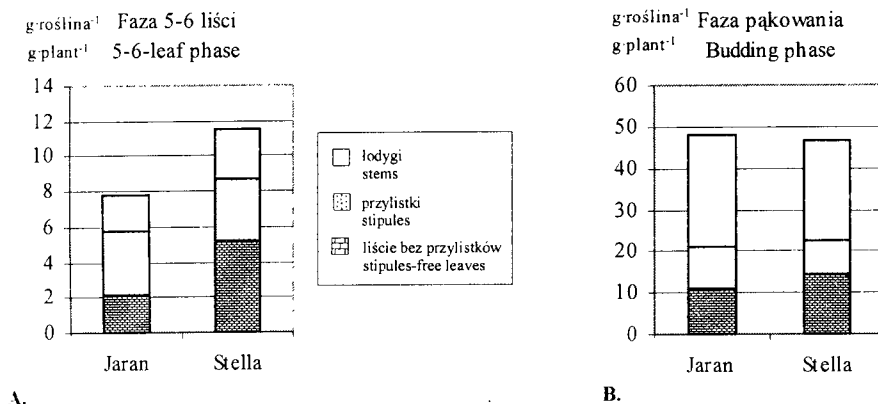 g·roślina⁻¹ Faza 5-6 liści
g·plant⁻¹ 5-6-leaf phase
14
12
10
8
6
4
2
0
Jaran Stella
A.
łodygi
stems
przylistki
stipules
liście bez przylistków
stipules-free leaves
g·roślina⁻¹ Faza pąkowania
g·plant⁻¹ Budding phase
60
50
40
30
20
10
0
Jaran Stella
B.